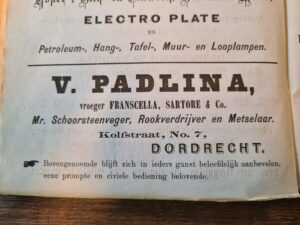 ELECTRO PLATE
EN
Petroleum-, Hang-, Tafel-, Muur- en Looplampen.
V. PADLINA,
vroeger FRANSCELLA, SARTORE & Co.
Mr. Schoorsteenveger, Rookverdrijver en Metselaar.
Kolfstraat, No. 7,
DORDRECHT.
☛ Bovengenoemde blijft zich in ieders gunst beleefdelijk aanbevelen,
eene prompte en civiele bediening belovende.